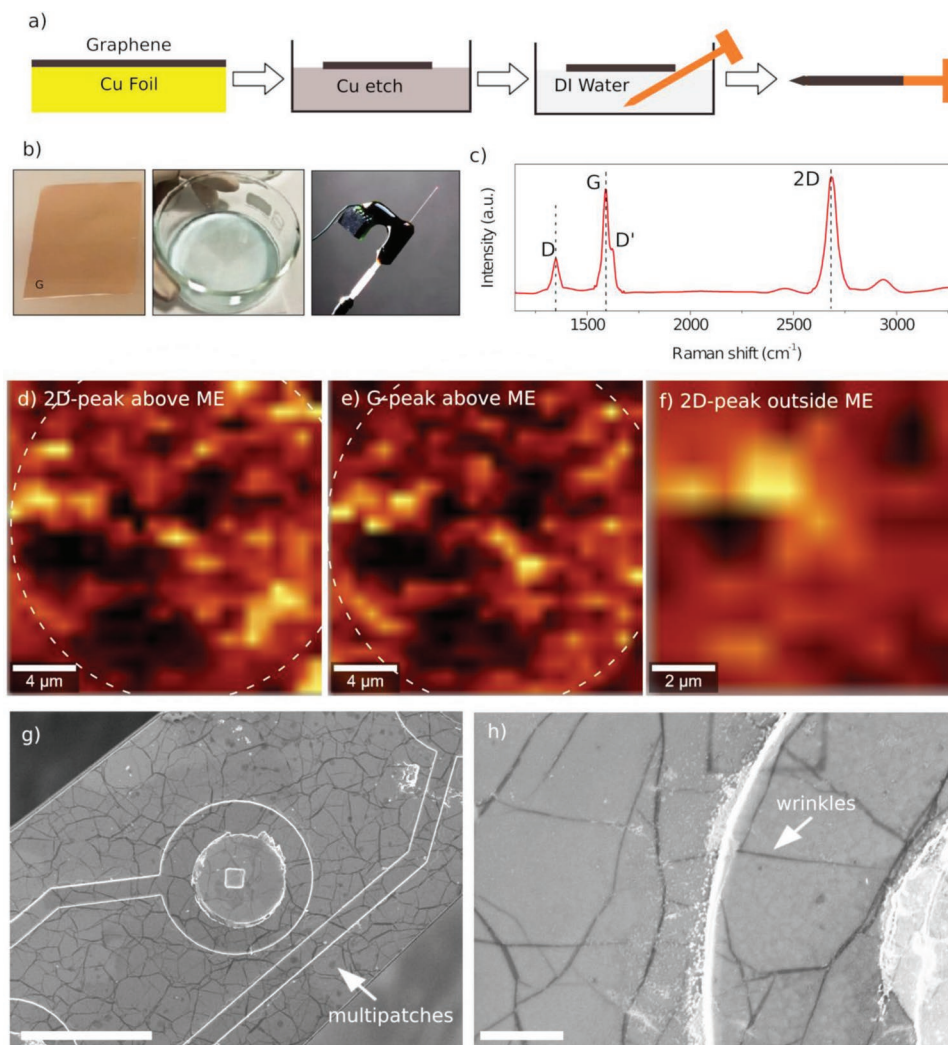 a)
Graphene
Cu Foil
Cu etch
DI Water
b)
G
c)
Intensity (a.u.)
D
G
D'
2D
1500 2000 2500 3000
Raman shift (cm⁻¹)
d) 2D-peak above ME
4 µm
e) G-peak above ME
4 µm
f) 2D-peak outside ME
2 µm
g)
multipatches
h)
wrinkles